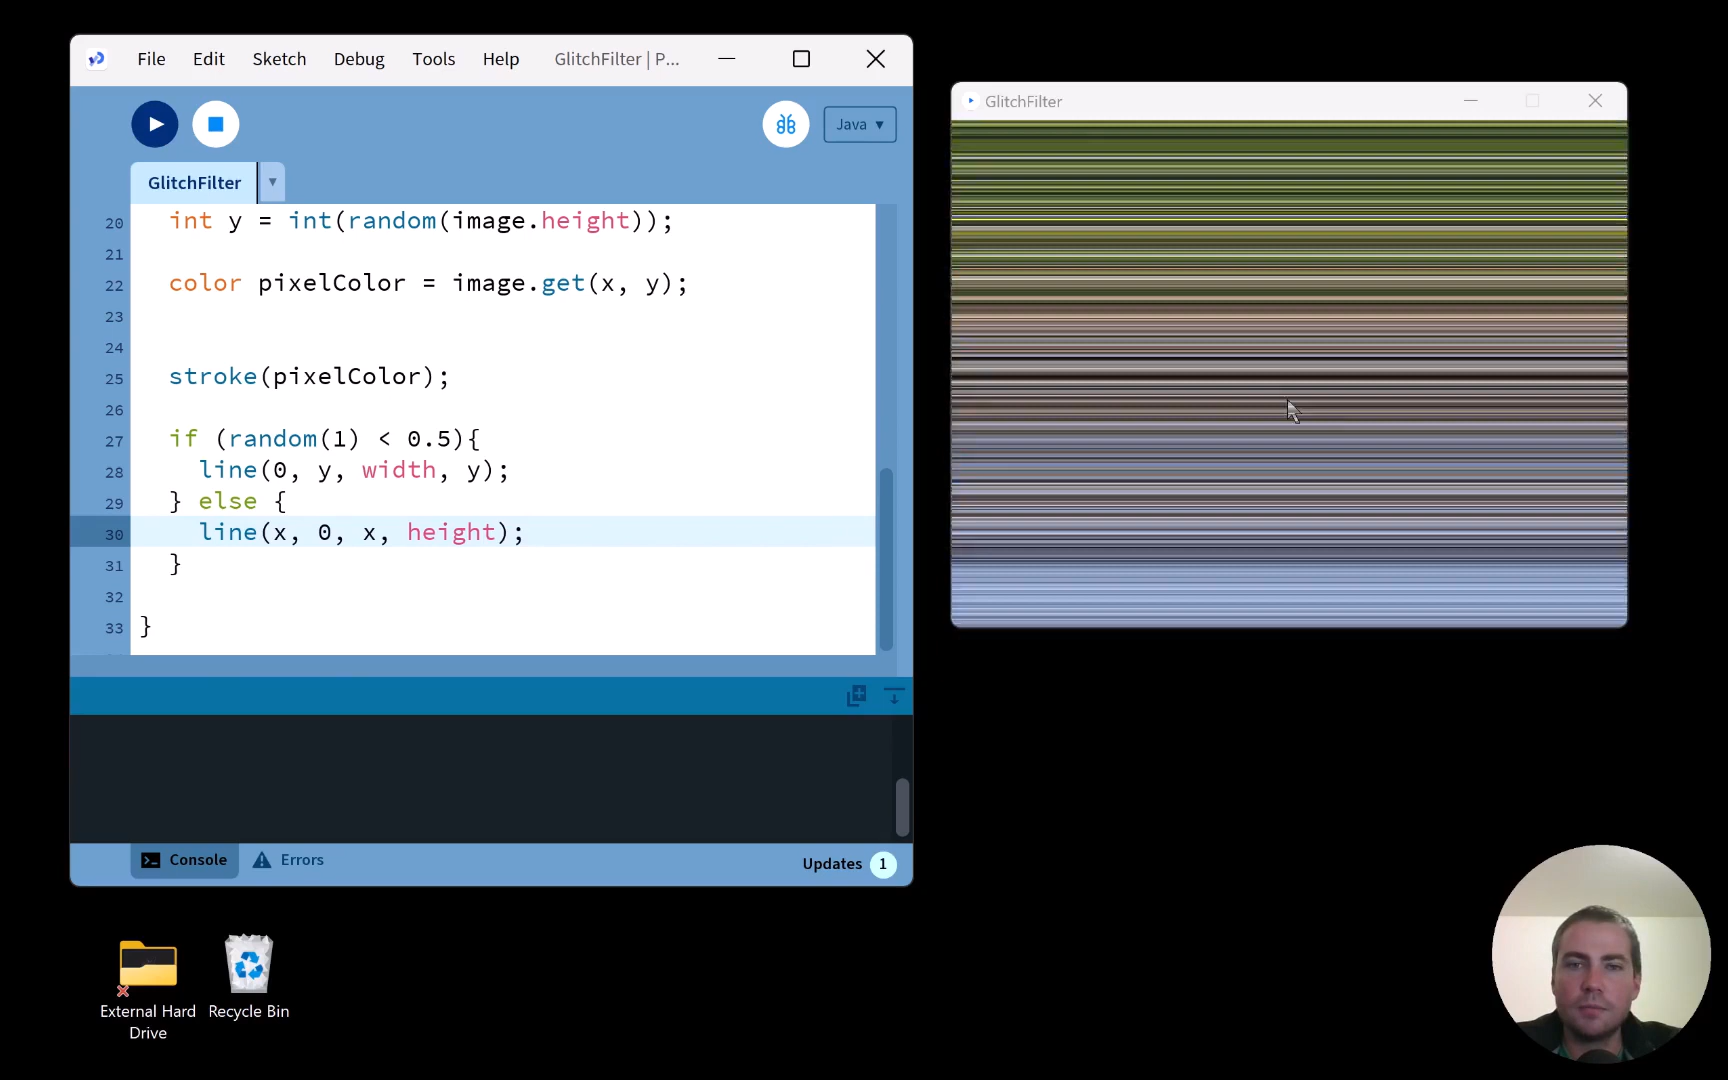 File Edit Sketch Debug Tools Help GlitchFilter | P...
GlitchFilter
Java
GlitchFilter
20 int y = int(random(image.height));
21
22 color pixelColor = image.get(x, y);
23
24
25 stroke(pixelColor);
26
27 if (random(1) < 0.5){
28 line(0, y, width, y);
29 } else {
30 line(x, 0, x, height);
31 }
32
33 }
Console Errors Updates 1
External Hard
Drive
Recycle Bin